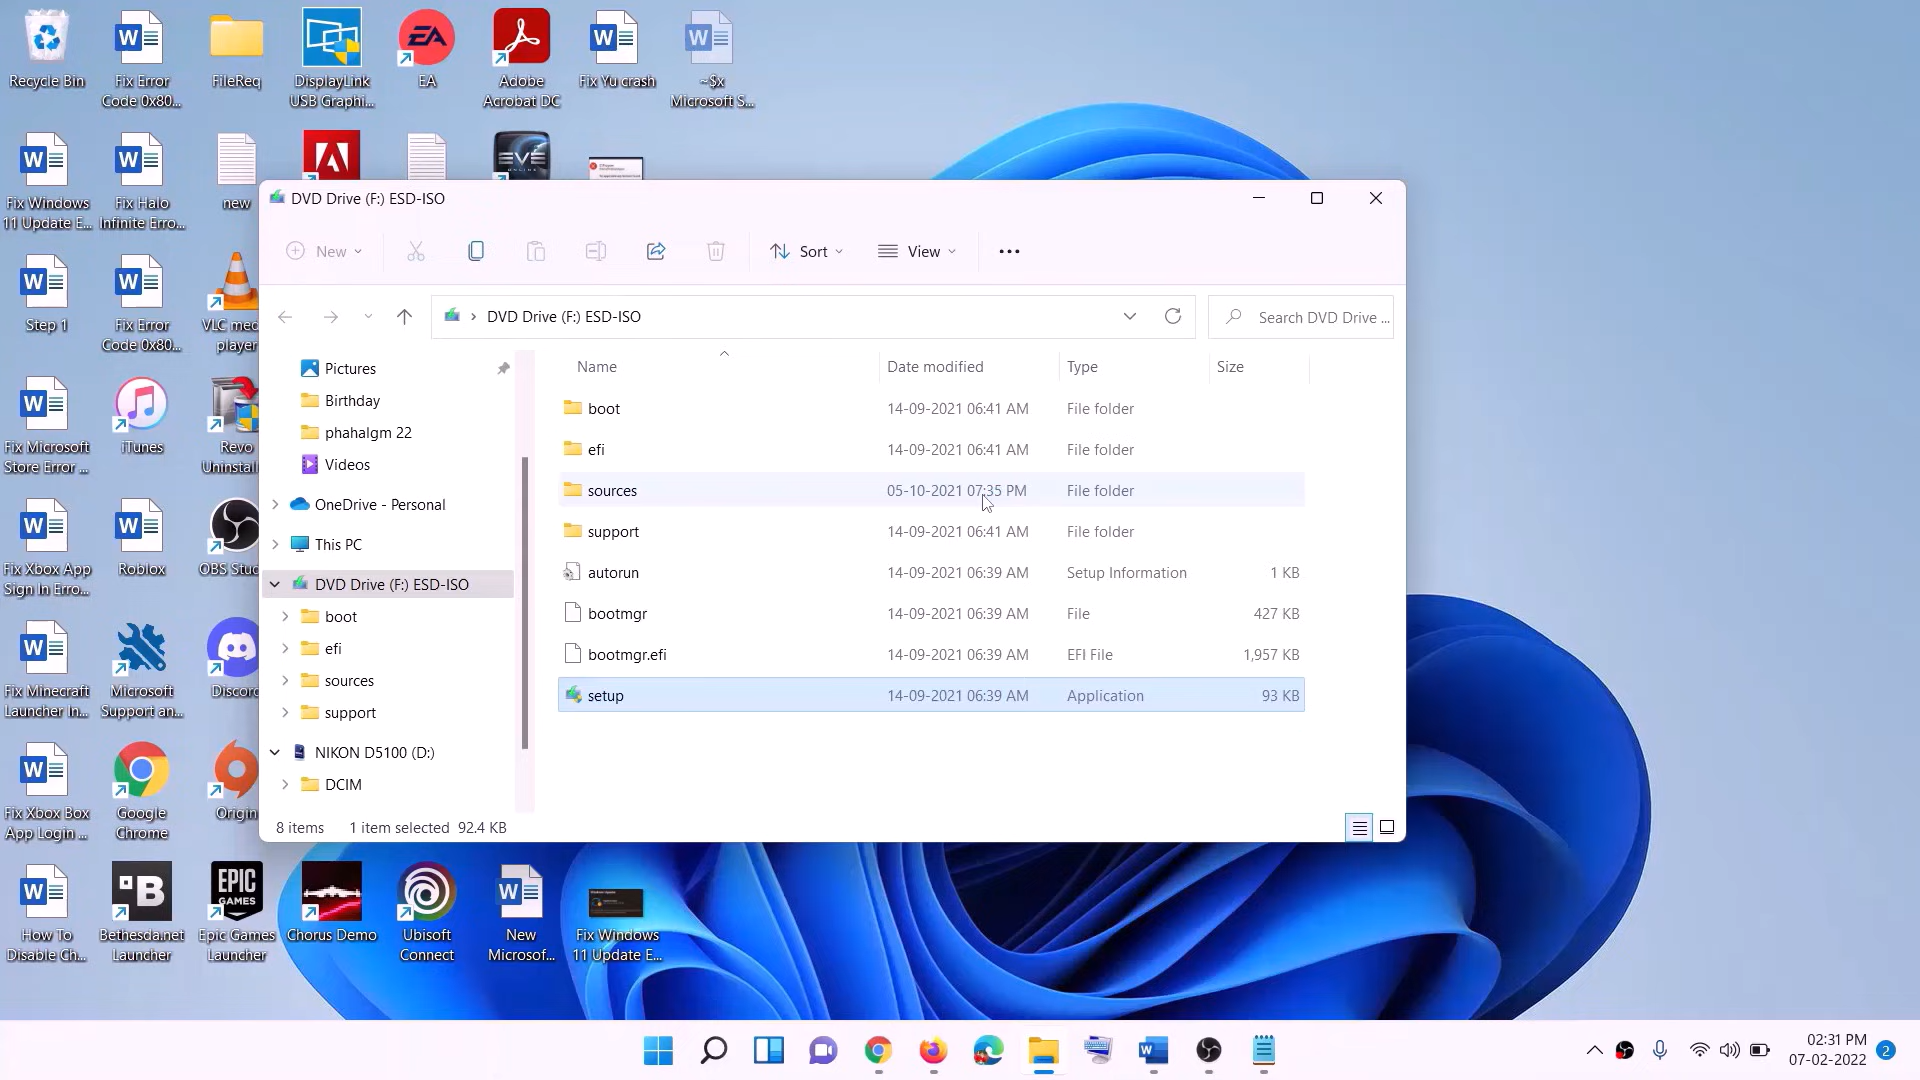 Recycle Bin
Fix Error
Code 0x80...
FileReq
DisplayLink
USB Graphi...
EA
EA
Adobe
Acrobat DC
Fix Yu crash
~$x
Microsoft S...
EVE
ONLINE
Fix Windows
11 Update E...
Fix Halo
Infinite Erro...
new
DVD Drive (F:) ESD-ISO
New
Sort
View
Step 1
Fix Error
Code 0x80...
VLC med
player
DVD Drive (F:) ESD-ISO
Search DVD Drive ...
Name
Date modified
Type
Size
Pictures
Birthday
phahalgm 22
Videos
OneDrive - Personal
This PC
DVD Drive (F:) ESD-ISO
boot
efi
sources
support
NIKON D5100 (D:)
DCIM
boot 14-09-2021 06:41 AM File folder
efi 14-09-2021 06:41 AM File folder
sources 05-10-2021 07:35 PM File folder
support 14-09-2021 06:41 AM File folder
autorun 14-09-2021 06:39 AM Setup Information 1 KB
bootmgr 14-09-2021 06:39 AM File 427 KB
bootmgr.efi 14-09-2021 06:39 AM EFI File 1,957 KB
setup 14-09-2021 06:39 AM Application 93 KB
8 items 1 item selected 92.4 KB
Fix Microsoft
Store Error ...
iTunes
Revo
Uninstall
Fix Xbox App
Sign In Erro...
Roblox
OBS Stud
Fix Minecraft
Launcher In...
Microsoft
Support an...
Discord
Fix Xbox Box
App Login ...
Google
Chrome
Origin
How To
Disable Ch...
Bethesda.net
Launcher
EPIC
GAMES
Epic Games
Launcher
Chorus Demo
Ubisoft
Connect
New
Microsof...
Fix Windows
11 Update E...
02:31 PM
07-02-2022
2